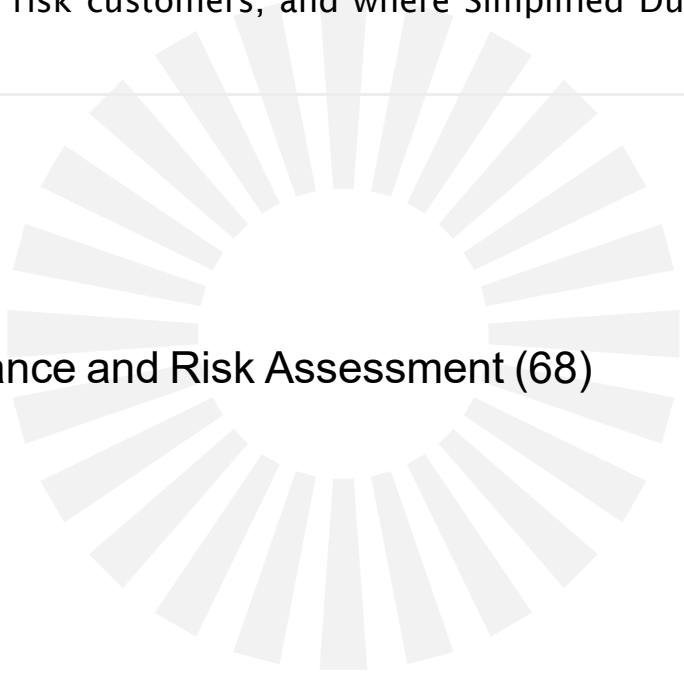 risk customers, and where Simplified Du
ance and Risk Assessment (68)